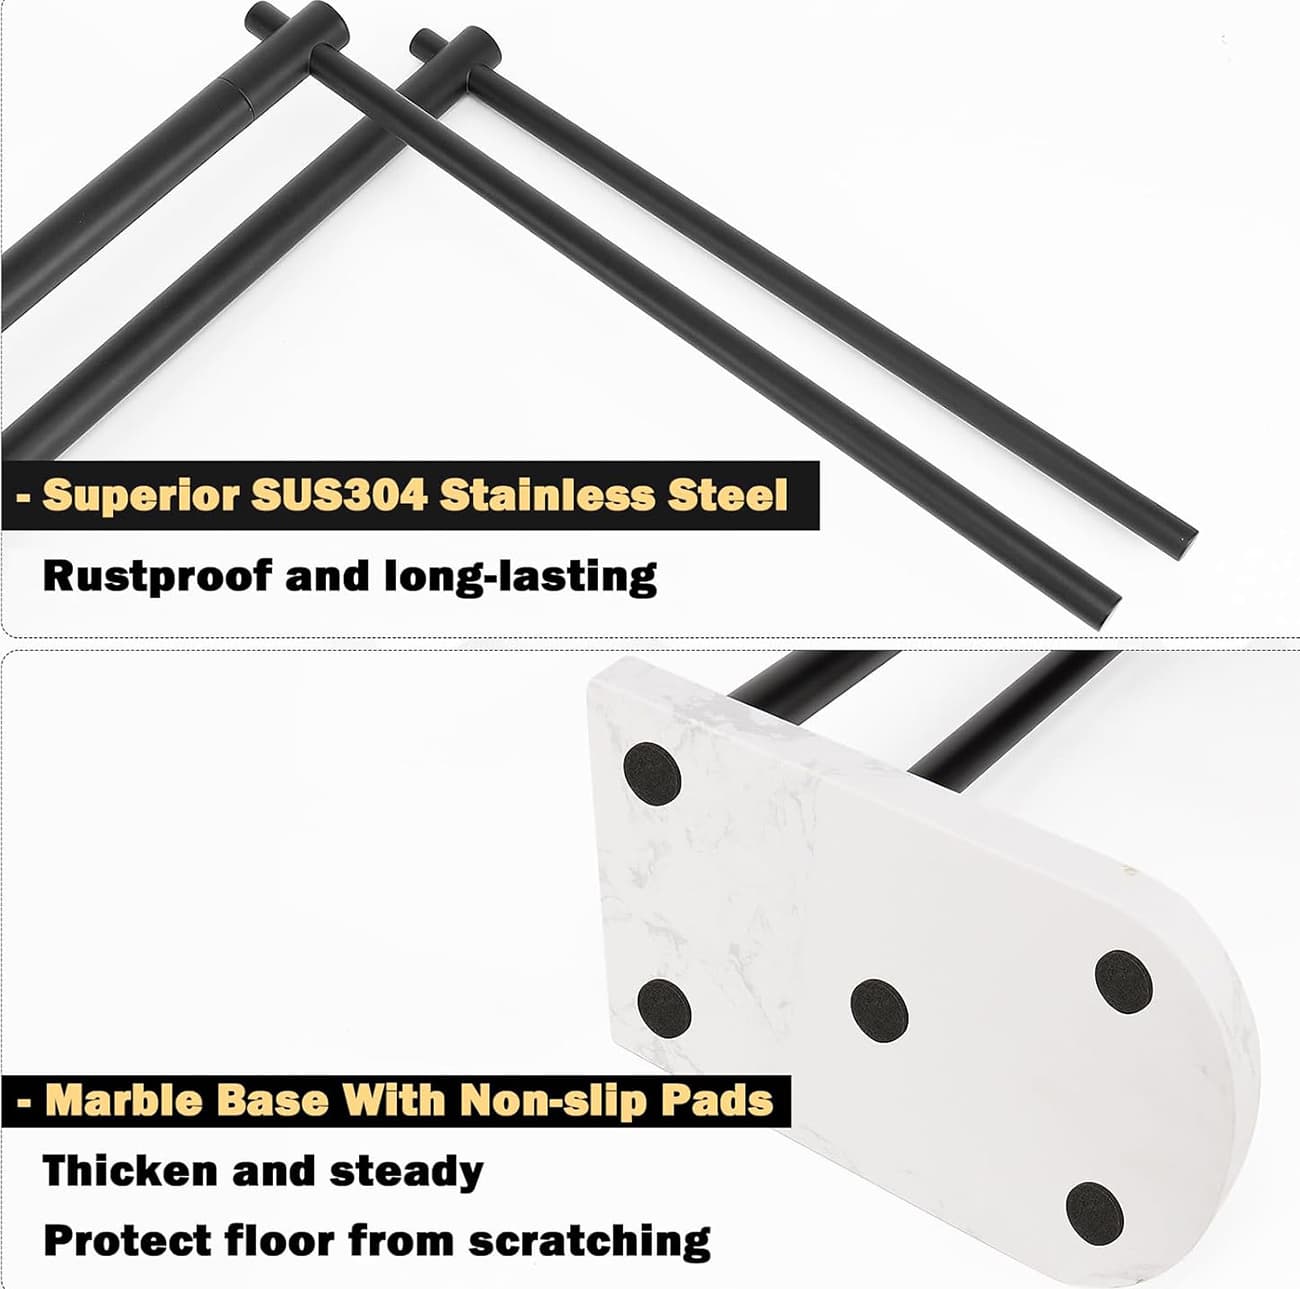 - Superior SUS304 Stainless Steel
Rustproof and long-lasting
- Marble Base With Non-slip Pads
Thicken and steady
Protect floor from scratching